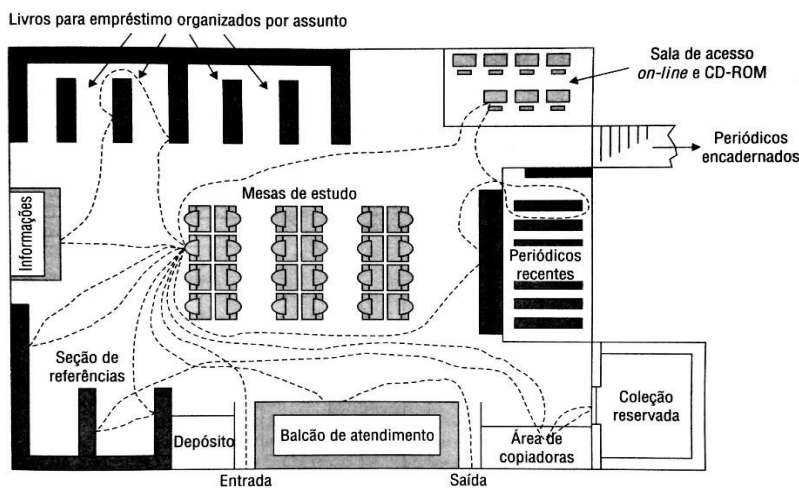 Livros para empréstimo organizados por assunto
Sala de acesso
on-line e CD-ROM
Periódicos
encadernados
Mesas de estudo
Informações
Periódicos
recentes
Seção de
referências
Coleção
reservada
Depósito
Balcão de atendimento
Área de
copiadoras
Entrada
Saída